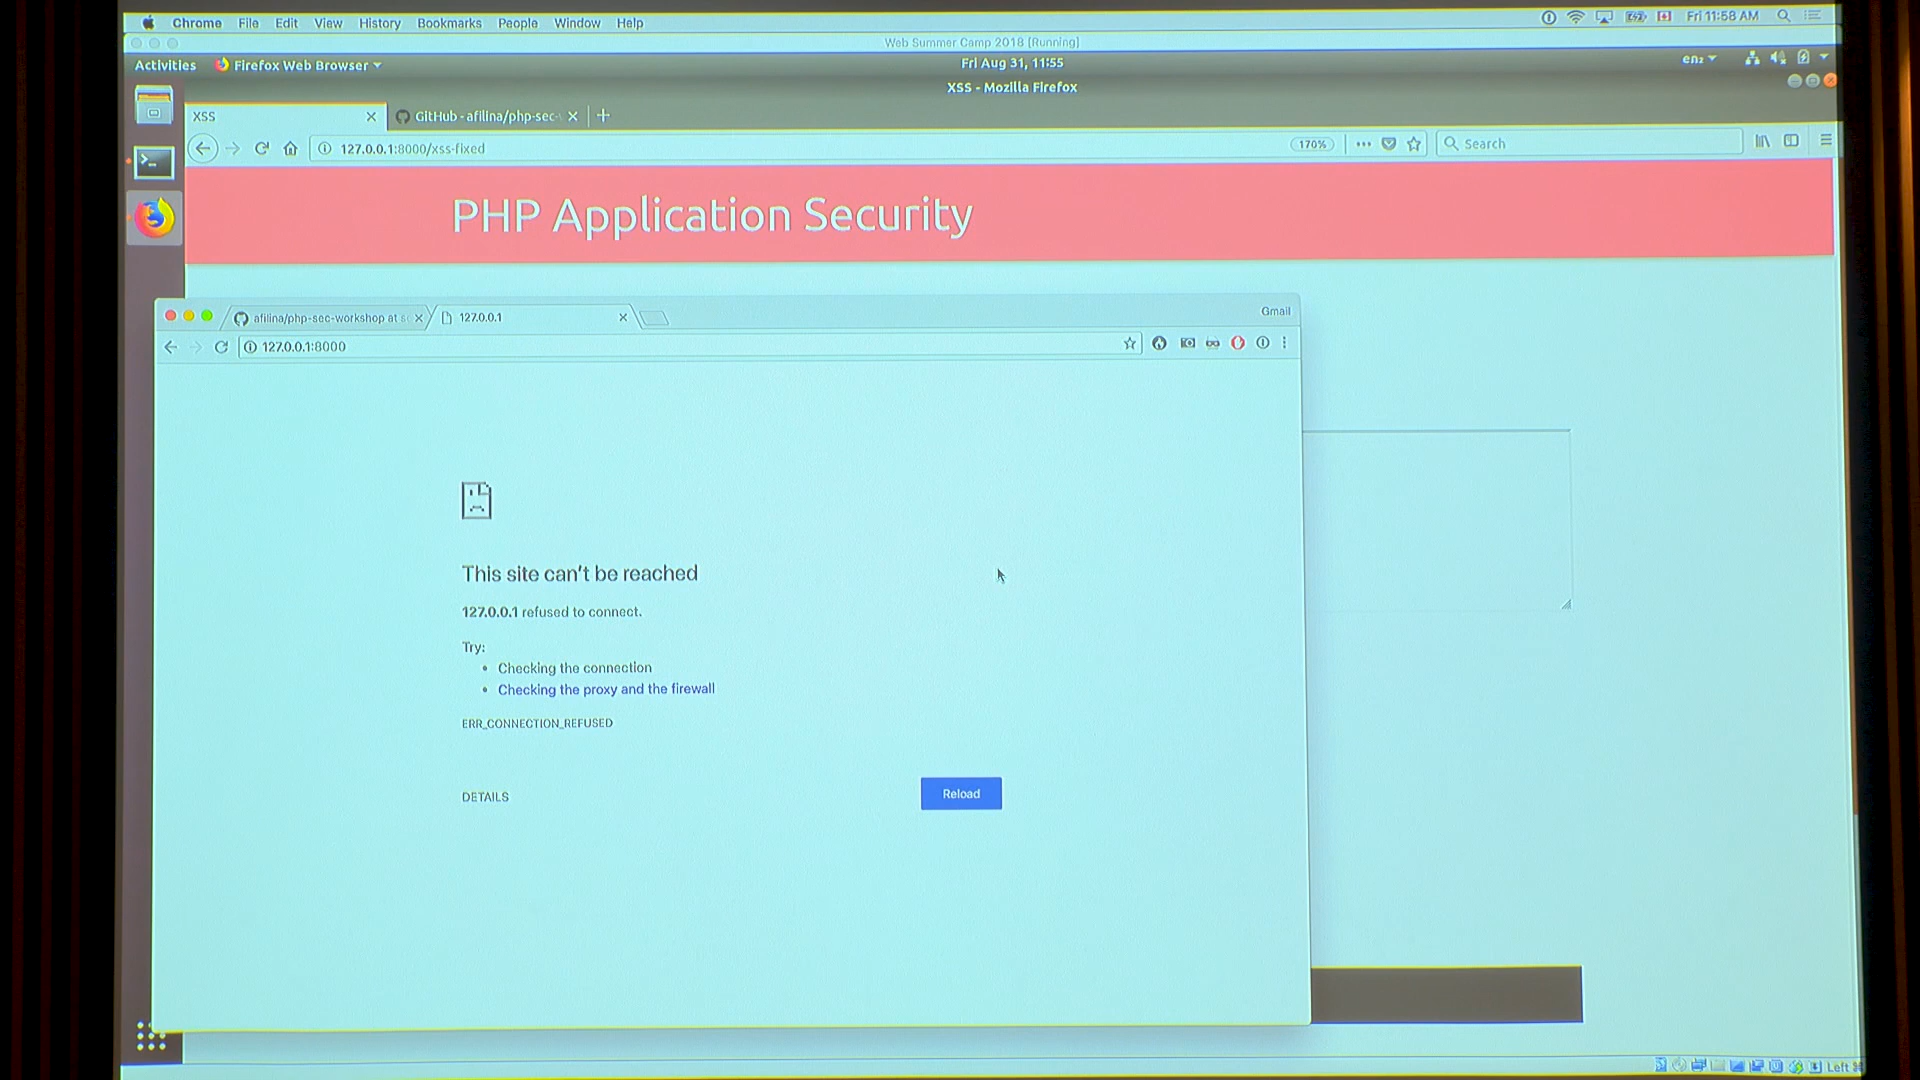 Chrome File Edit View History Bookmarks People Window Help Fri 11:58 AM
Web Summer Camp 2018 [Running]
Activities Firefox Web Browser Fri Aug 31, 11:55 en₂
XSS - Mozilla Firefox
XSS GitHub - afilina/php-sec-
127.0.0.1:8000/xss-fixed 170% Search
PHP Application Security
afilina/php-sec-workshop at 127.0.0.1 Gmail
127.0.0.1:8000
This site can't be reached
127.0.0.1 refused to connect.
Try:
• Checking the connection
• Checking the proxy and the firewall
ERR_CONNECTION_REFUSED
DETAILS Reload
Left ⌘